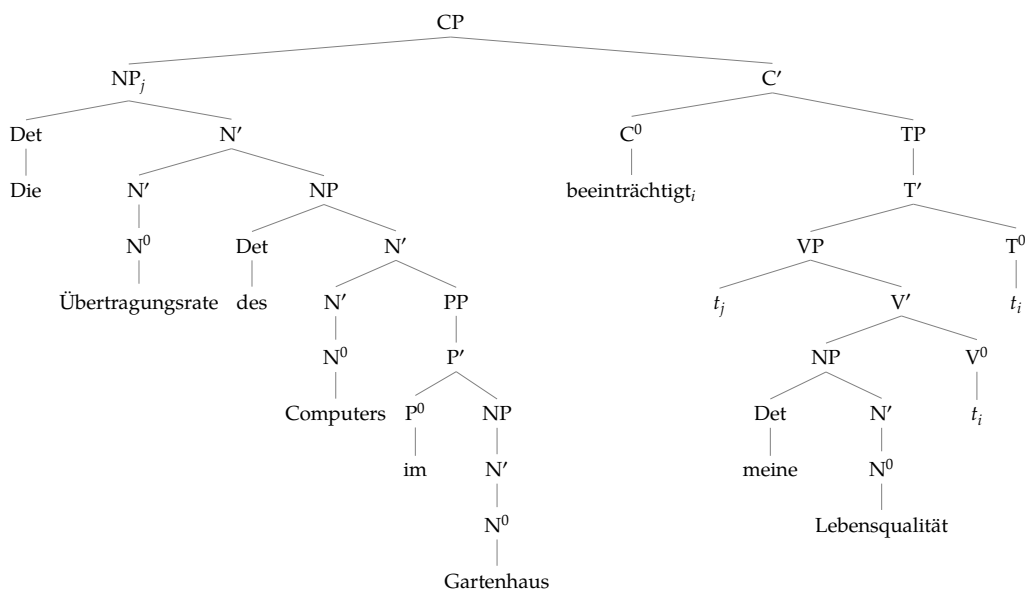 CP
NPⱼ C′
Det N′ C⁰ TP
Die N′ NP beeinträchtigtᵢ T′
N⁰ Det N′ VP T⁰
Übertragungsrate des N′ PP tⱼ V′ tᵢ
N⁰ P′ NP V⁰
Computers P⁰ NP Det N′ tᵢ
im N′ meine N⁰
N⁰ Lebensqualität
Gartenhaus